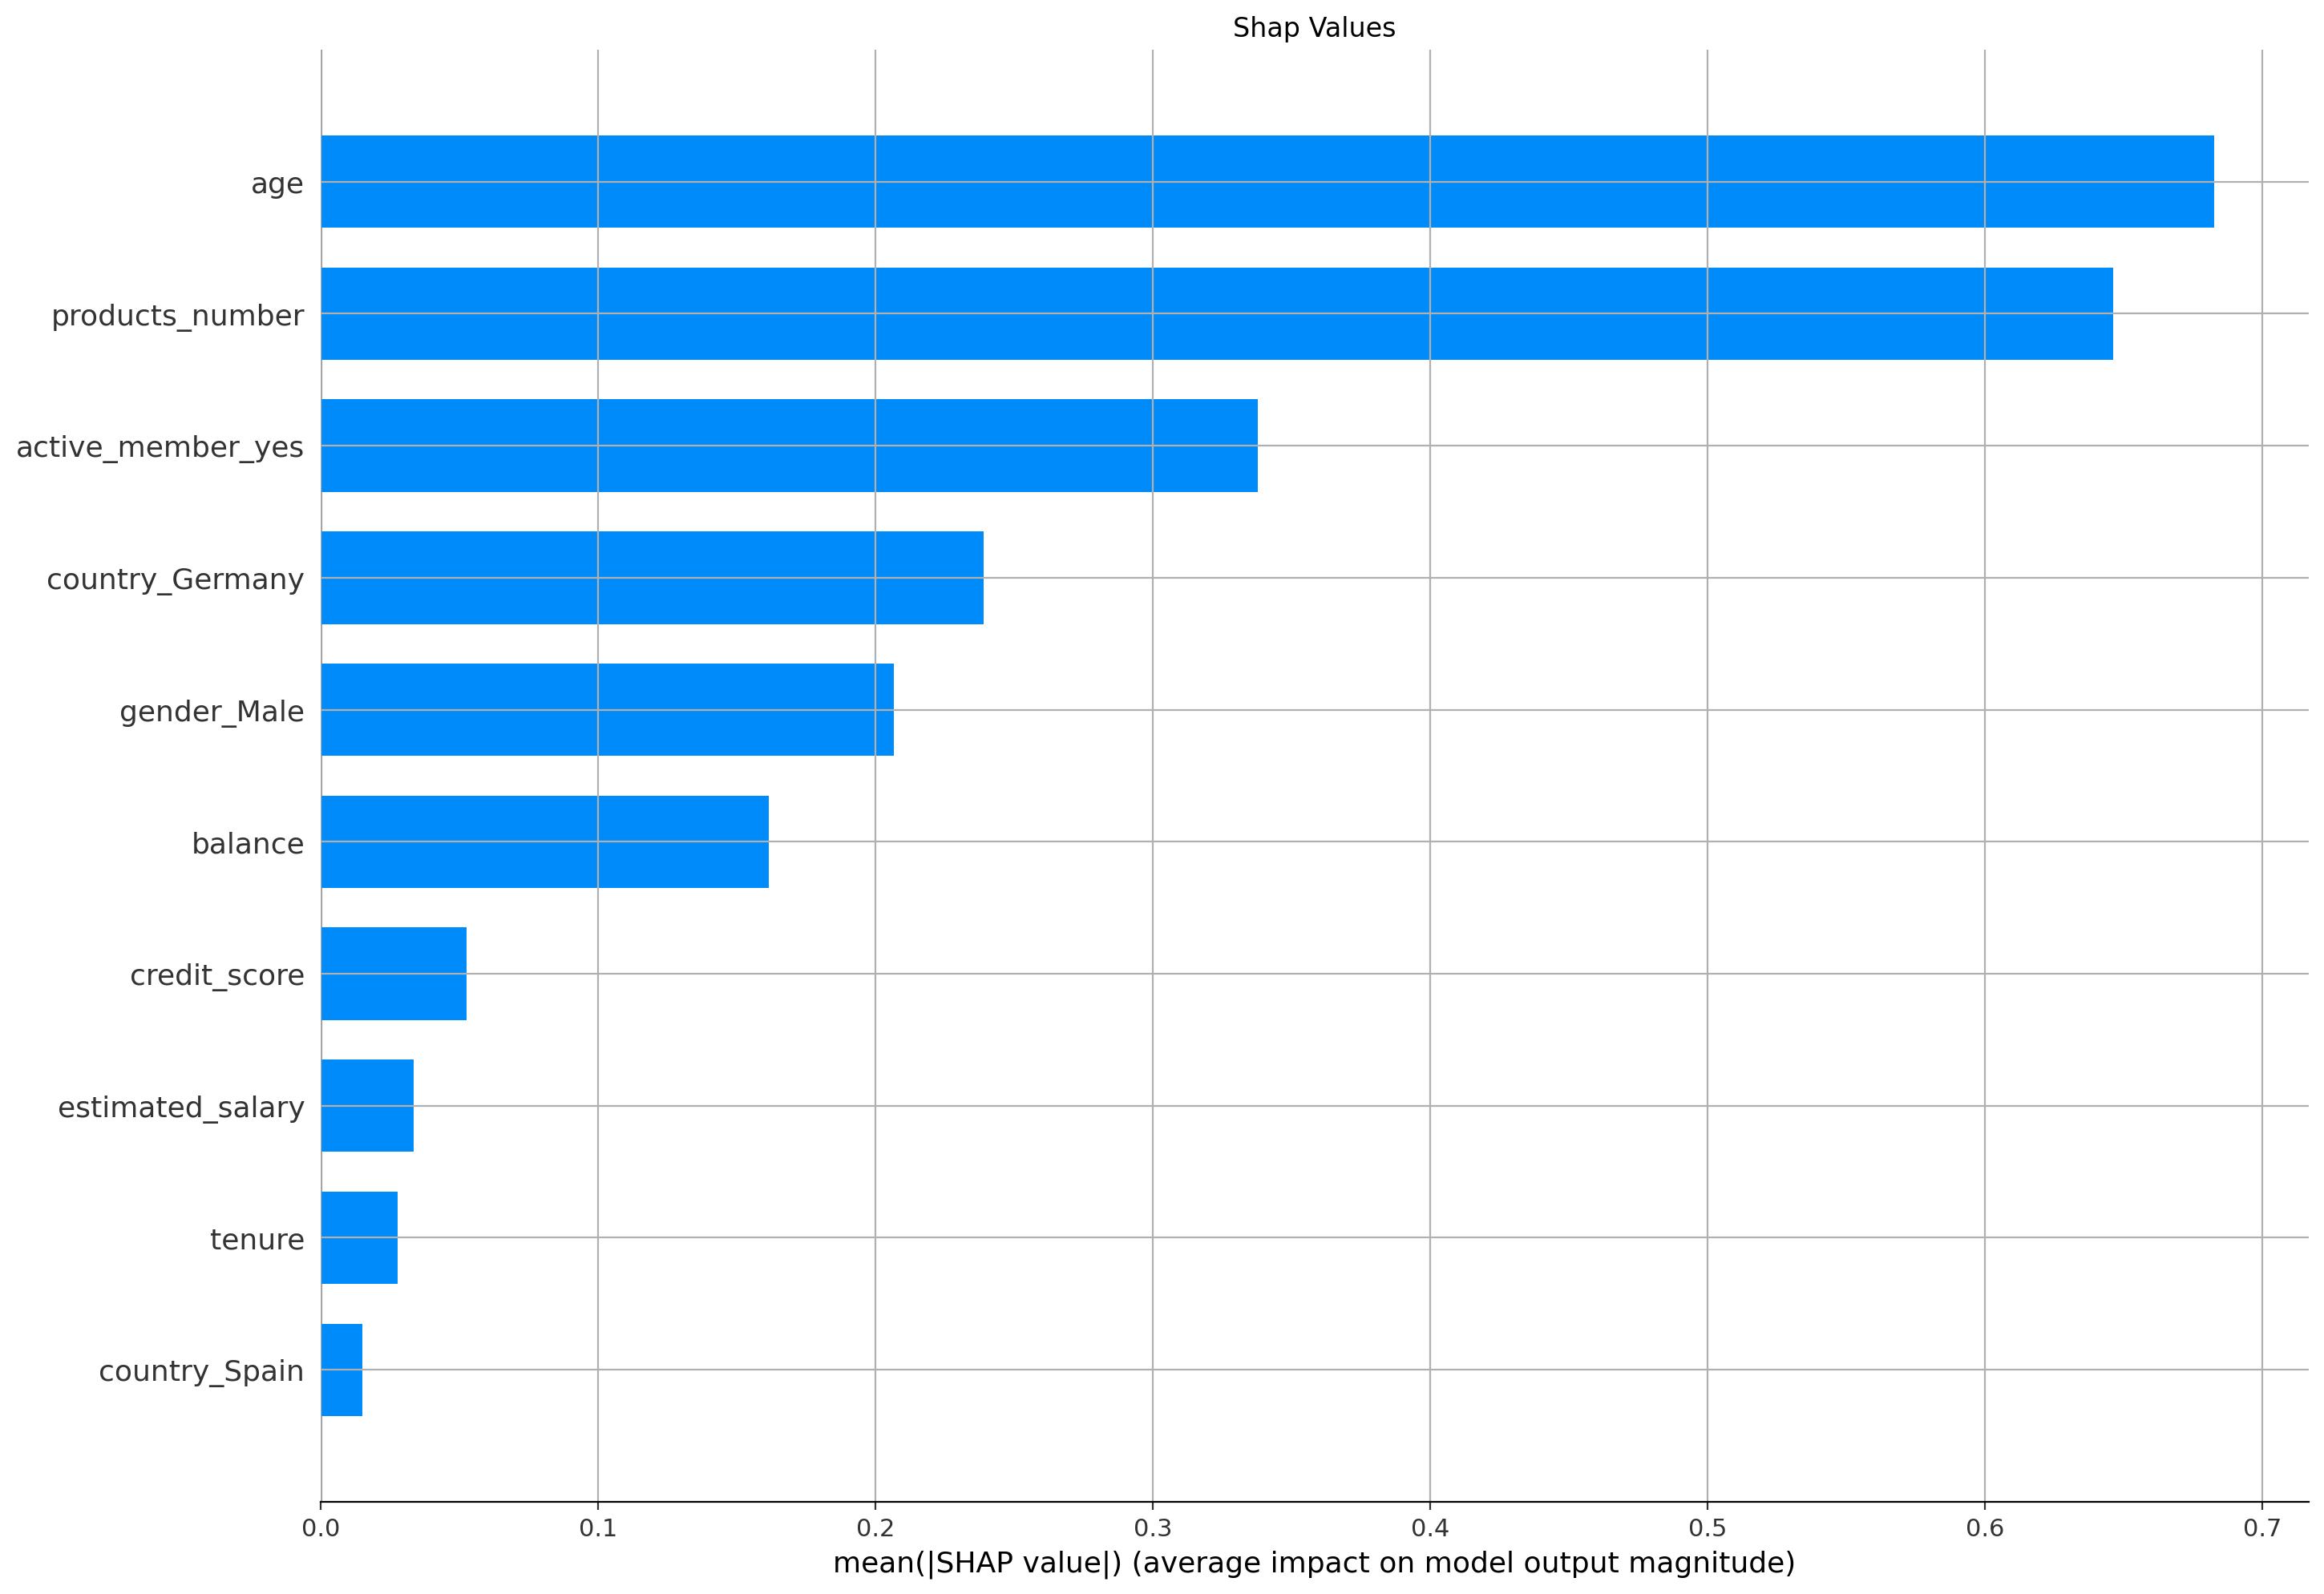 Shap Values
age
products_number
active_member_yes
country_Germany
gender_Male
balance
credit_score
estimated_salary
tenure
country_Spain
0.0 0.1 0.2 0.3 0.4 0.5 0.6 0.7
mean(|SHAP value|) (average impact on model output magnitude)